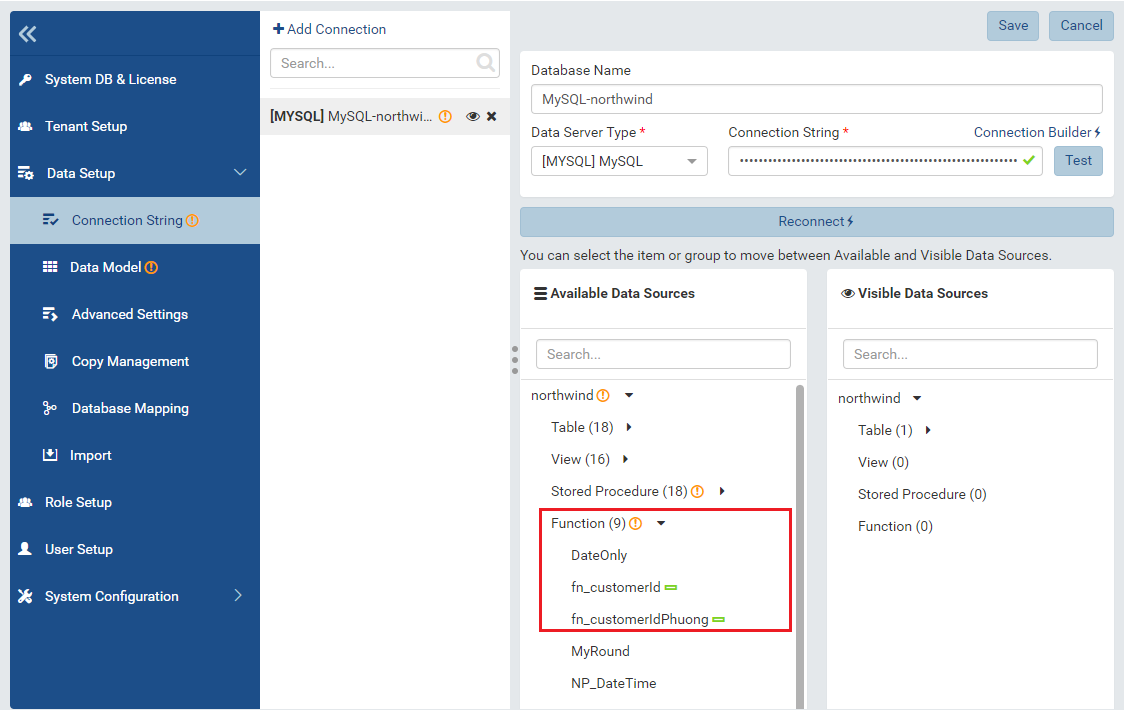 System DB & License
Tenant Setup
Data Setup
Connection String
Data Model
Advanced Settings
Copy Management
Database Mapping
Import
Role Setup
User Setup
System Configuration
Add Connection
Search...
[MYSQL] MySQL-northwi...
Save
Cancel
Database Name
MySQL-northwind
Data Server Type *
Connection String *
Connection Builder
[MYSQL] MySQL
Test
Reconnect
You can select the item or group to move between Available and Visible Data Sources.
Available Data Sources
Search...
northwind
Table (18)
View (16)
Stored Procedure (18)
Function (9)
DateOnly
fn_customerId
fn_customerIdPhuong
MyRound
NP_DateTime
Visible Data Sources
Search...
northwind
Table (1)
View (0)
Stored Procedure (0)
Function (0)